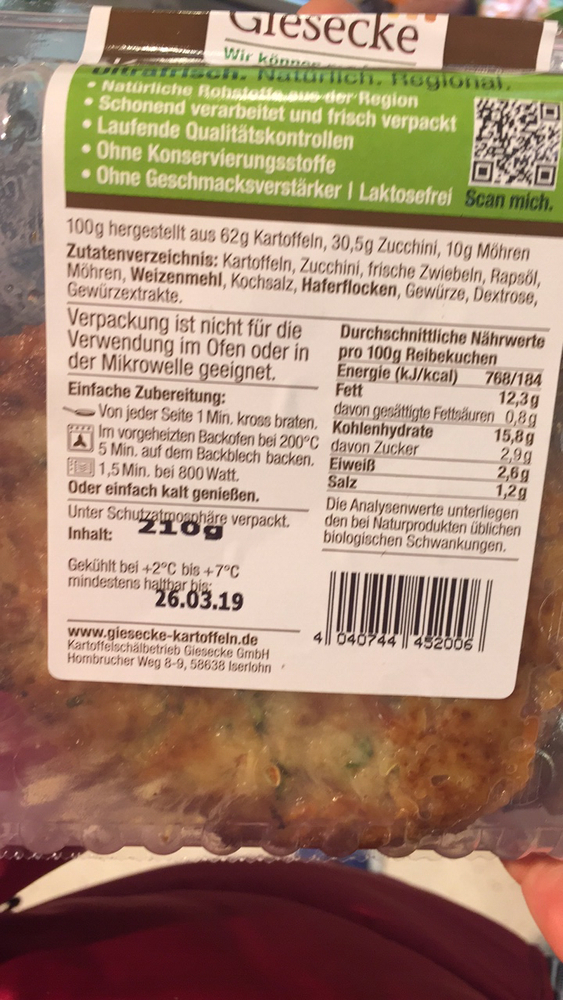 Giesecke
Wir können
Ultrafrisch. Natürlich. Regional.
• Natürliche Rohstoffe aus der Region
• Schonend verarbeitet und frisch verpackt
• Laufende Qualitätskontrollen
• Ohne Konservierungsstoffe
• Ohne Geschmacksverstärker | Laktosefrei
Scan mich.
100g hergestellt aus 62g Kartoffeln, 30,5g Zucchini, 10g Möhren
Zutatenverzeichnis: Kartoffeln, Zucchini, frische Zwiebeln, Rapsöl,
Möhren, Weizenmehl, Kochsalz, Haferflocken, Gewürze, Dextrose,
Gewürzextrakte.
Verpackung ist nicht für die
Verwendung im Ofen oder in
der Mikrowelle geeignet.
Einfache Zubereitung:
Von jeder Seite 1 Min. kross braten.
Im vorgeheizten Backofen bei 200°C
5 Min. auf dem Backblech backen.
1,5 Min. bei 800 Watt.
Oder einfach kalt genießen.
Unter Schutzatmosphäre verpackt.
Inhalt: 210g
Gekühlt bei +2°C bis +7°C
mindestens haltbar bis:
26.03.19
www.giesecke-kartoffeln.de
Kartoffelschälbetrieb Giesecke GmbH
Hombrucher Weg 8-9, 58638 Iserlohn
Durchschnittliche Nährwerte
pro 100g Reibekuchen
Energie (kJ/kcal) 768/184
Fett 12,3g
davon gesättigte Fettsäuren 0,8g
Kohlenhydrate 15,8g
davon Zucker 2,9g
Eiweiß 2,6g
Salz 1,2g
Die Analysenwerte unterliegen
den bei Naturprodukten üblichen
biologischen Schwankungen.
4 040744 452006